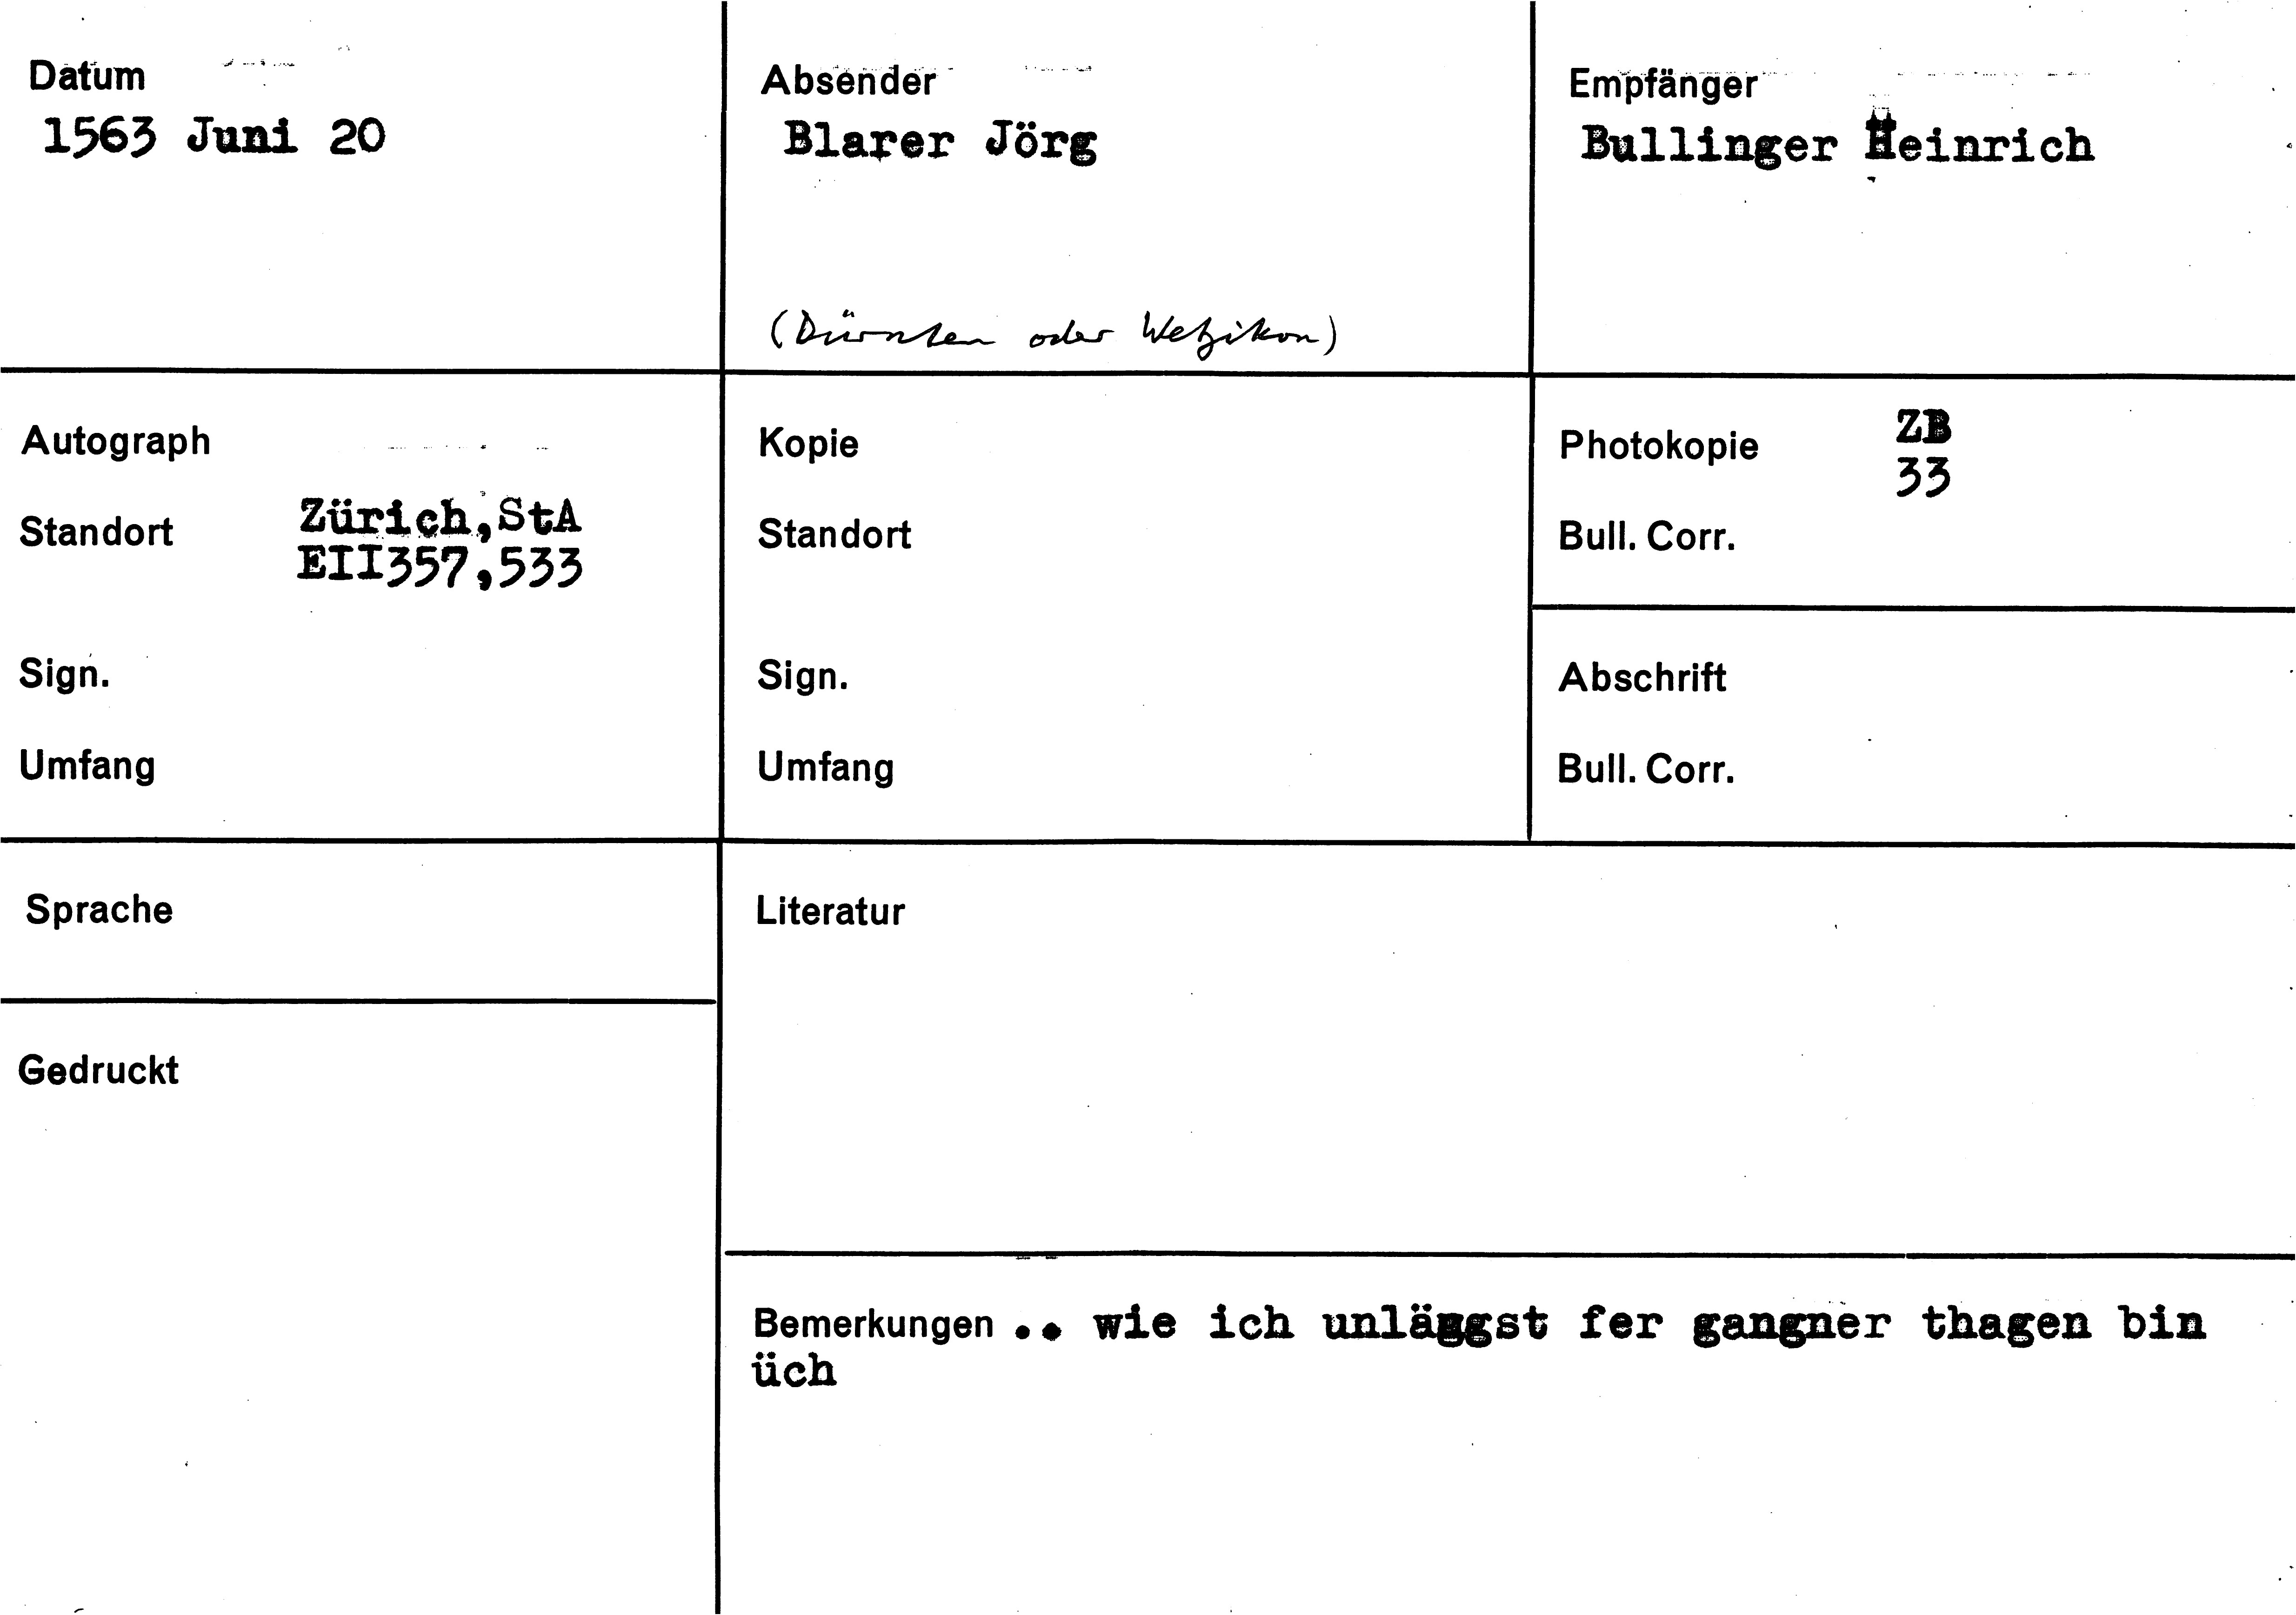 Datum
1563 Juni 20
Absender
Blarer Jörg
(Dürnten oder Wetzikon)
Empfänger
Bullinger Heinrich
Autograph
Standort Zürich,StA
EII357,533
Sign.
Umfang
Kopie
Standort
Sign.
Umfang
Photokopie ZB
33
Bull. Corr.
Abschrift
Bull. Corr.
Sprache
Gedruckt
Literatur
Bemerkungen .. wie ich unläggst fer gangner thagen bin
üch